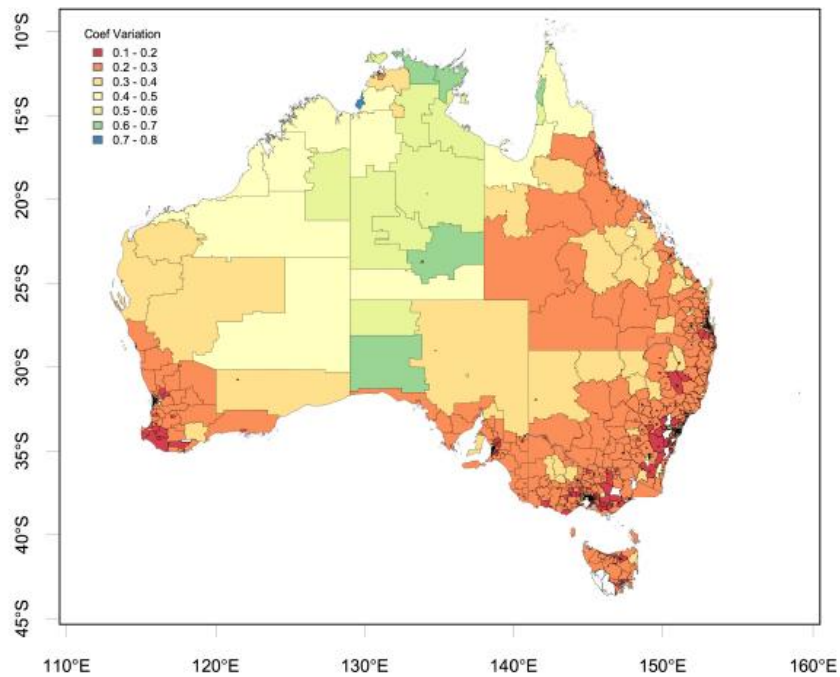 Coef Variation
0.1 - 0.2
0.2 - 0.3
0.3 - 0.4
0.4 - 0.5
0.5 - 0.6
0.6 - 0.7
0.7 - 0.8
10°S
15°S
20°S
25°S
30°S
35°S
40°S
45°S
110°E 120°E 130°E 140°E 150°E 160°E